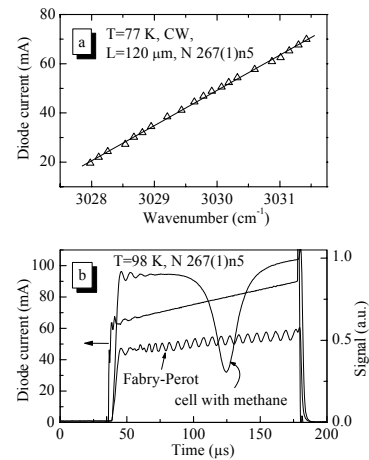 a
T=77 K, CW,
L=120 μm, N 267(1)n5
Diode current (mA)
80
60
40
20
3028
3029
3030
3031
Wavenumber (cm-1)
b
T=98 K, N 267(1)n5
Diode current (mA)
100
80
60
40
20
0
1.0
0.5
0.0
Signal (a.u.)
Fabry-Perot
cell with methane
0
50
100
150
200
Time (μs)